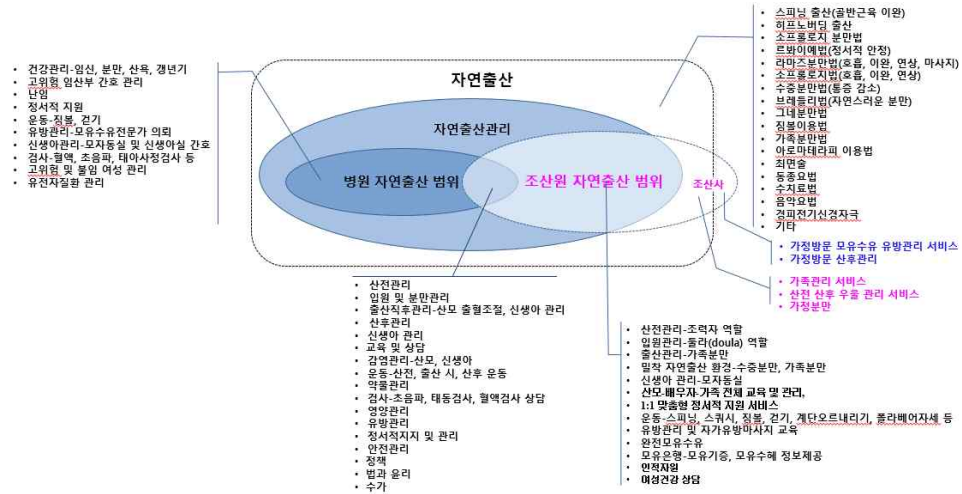 자연출산
자연출산관리
병원 자연출산 범위
조산원 자연출산 범위
조산사
• 건강관리-임신, 분만, 산욕, 갱년기
• 고위험 임산부 간호 관리
• 난임
• 정서적 지원
• 운동-짐볼, 걷기
• 유방관리-모유수유전문가 의뢰
• 신생아관리-모자동실 및 신생아실 간호
• 검사-혈액, 초음파, 태아사정검사 등
• 고위험 및 불임 여성 관리
• 유전자질환 관리
• 스피닝 출산(골반근육 이완)
• 히프노버딩 출산
• 소프롤로지 분만법
• 르봐이예법(정서적 안정)
• 라마즈분만법(호흡, 이완, 연상, 마사지)
• 소프롤로지법(호흡, 이완, 연상)
• 수중분만법(통증 감소)
• 브레들리법(자연스러운 분만)
• 그네분만법
• 짐볼이용법
• 가족분만법
• 아로마테라피 이용법
• 최면술
• 동종요법
• 수치료법
• 음악요법
• 경피전기신경자극
• 기타
• 가정방문 모유수유 유방관리 서비스
• 가정방문 산후관리
• 가족관리 서비스
• 산전 산후 우울 관리 서비스
• 가정분만
• 산전관리
• 입원 및 분만관리
• 출산직후관리-산모 출혈조절, 신생아 관리
• 산후관리
• 신생아 관리
• 교육 및 상담
• 감염관리-산모, 신생아
• 운동-산전, 출산 시, 산후 운동
• 약물관리
• 검사-초음파, 태동검사, 혈액검사 상담
• 영양관리
• 유방관리
• 정서적지지 및 관리
• 안전관리
• 정책
• 법과 윤리
• 수가
• 산전관리-조력자 역할
• 입원관리-둘라(doula) 역할
• 출산관리-가족분만
• 밀착 자연출산 환경-수중분만, 가족분만
• 신생아 관리-모자동실
• 산모-배우자-가족 전체 교육 및 관리,
• 1:1 맞춤형 정서적 지원 서비스
• 운동-스피닝, 스쿼시, 짐볼, 걷기, 계단오르내리기, 폴라베어자세 등
• 유방관리 및 자가유방마사지 교육
• 완전모유수유
• 모유은행-모유기증, 모유수혜 정보제공
• 인적자원
• 여성건강 상담